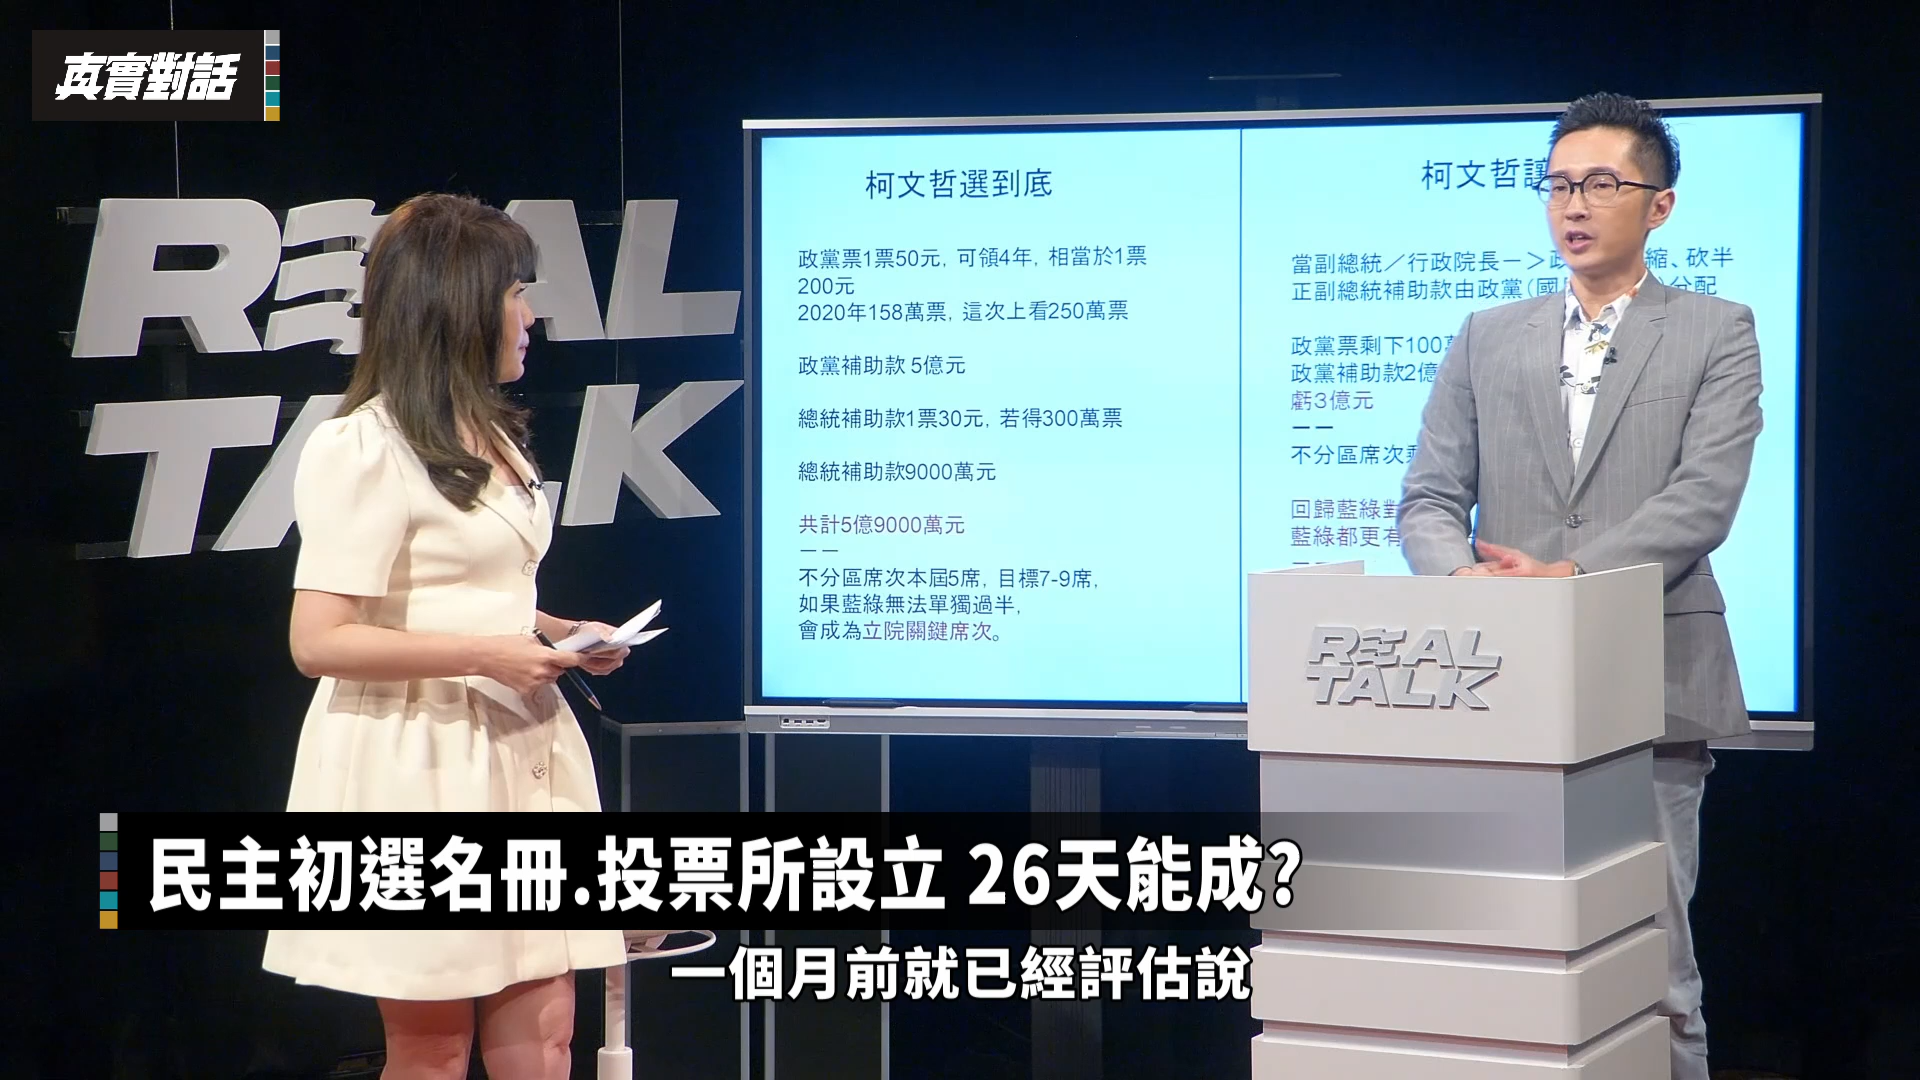 真實對話
REAL
TALK
柯文哲選到底
政黨票1票50元, 可領4年, 相當於1票
200元
2020年158萬票, 這次上看250萬票
政黨補助款 5億元
總統補助款1票30元, 若得300萬票
總統補助款9000萬元
共計5億9000萬元
——
不分區席次本屆5席, 目標7-9席,
如果藍綠無法單獨過半,
會成為立院關鍵席次。
柯文哲讓
當副總統／行政院長－＞政 縮、砍半
正副總統補助款由政黨(國 )分配
政黨票剩下100
政黨補助款2億
虧3億元
——
不分區席次
回歸藍綠
藍綠都更有
REAL
TALK
民主初選名冊.投票所設立 26天能成?
一個月前就已經評估說